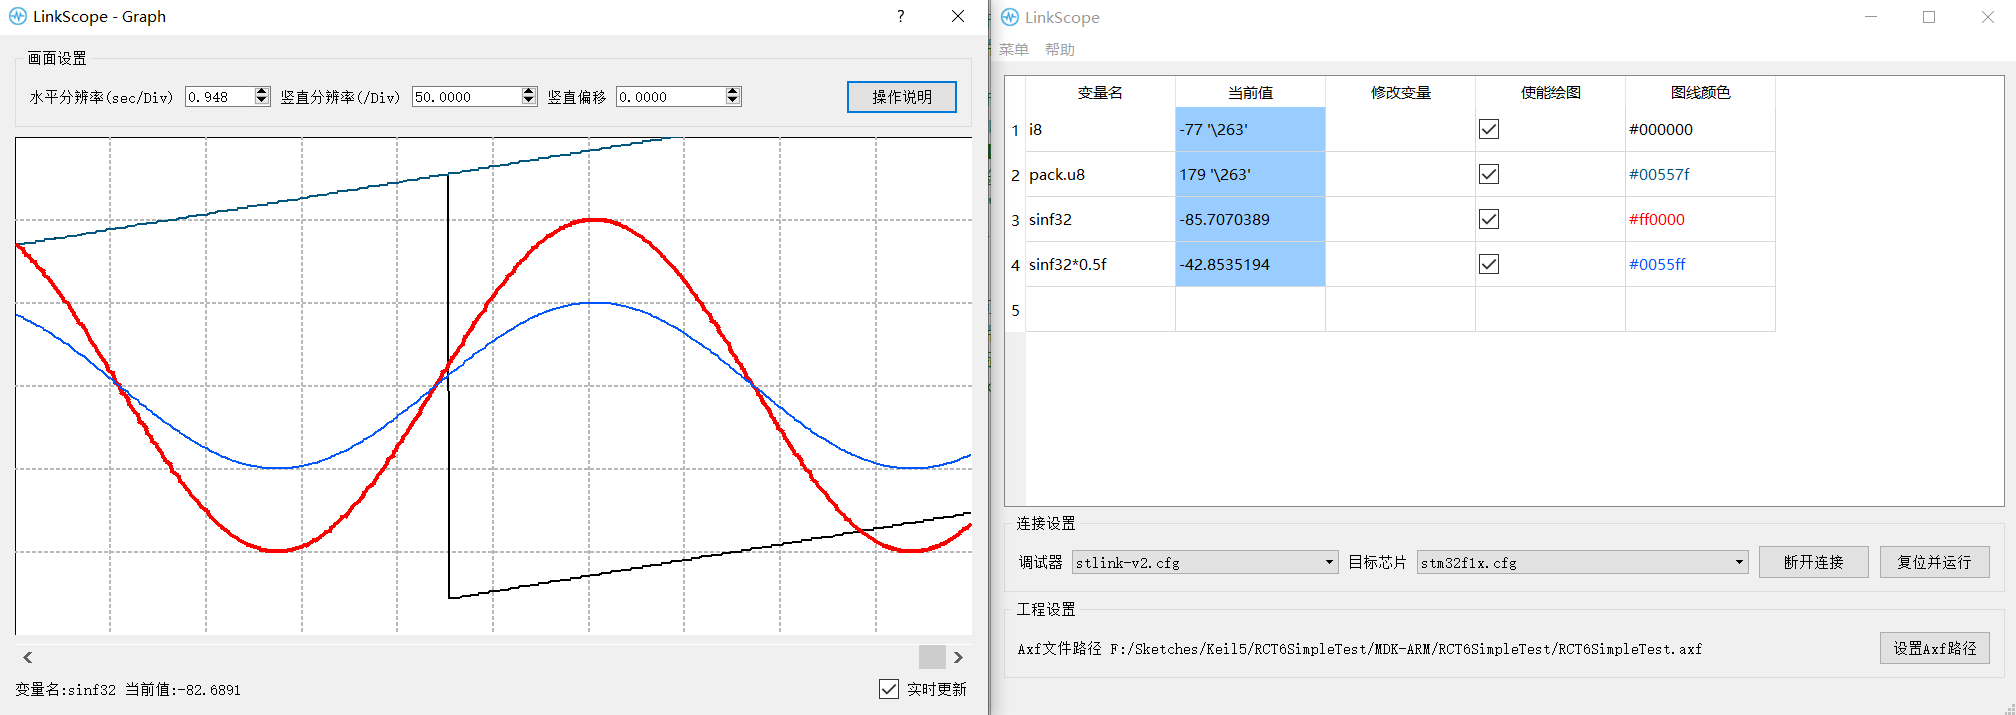 LinkScope - Graph
?
画面设置
水平分辨率(sec/Div) 0.948 竖直分辨率(/Div) 50.0000 竖直偏移 0.0000 操作说明
变量名:sinf32 当前值:-82.6891
实时更新
LinkScope
菜单 帮助
变量名 当前值 修改变量 使能绘图 图线颜色
1 i8 -77 '\263' #000000
2 pack.u8 179 '\263' #00557f
3 sinf32 -85.7070389 #ff0000
4 sinf32*0.5f -42.8535194 #0055ff
5
连接设置
调试器 stlink-v2.cfg 目标芯片 stm32f1x.cfg 断开连接 复位并运行
工程设置
Axf文件路径 F:/Sketches/Keil5/RCT6SimpleTest/MDK-ARM/RCT6SimpleTest/RCT6SimpleTest.axf 设置Axf路径